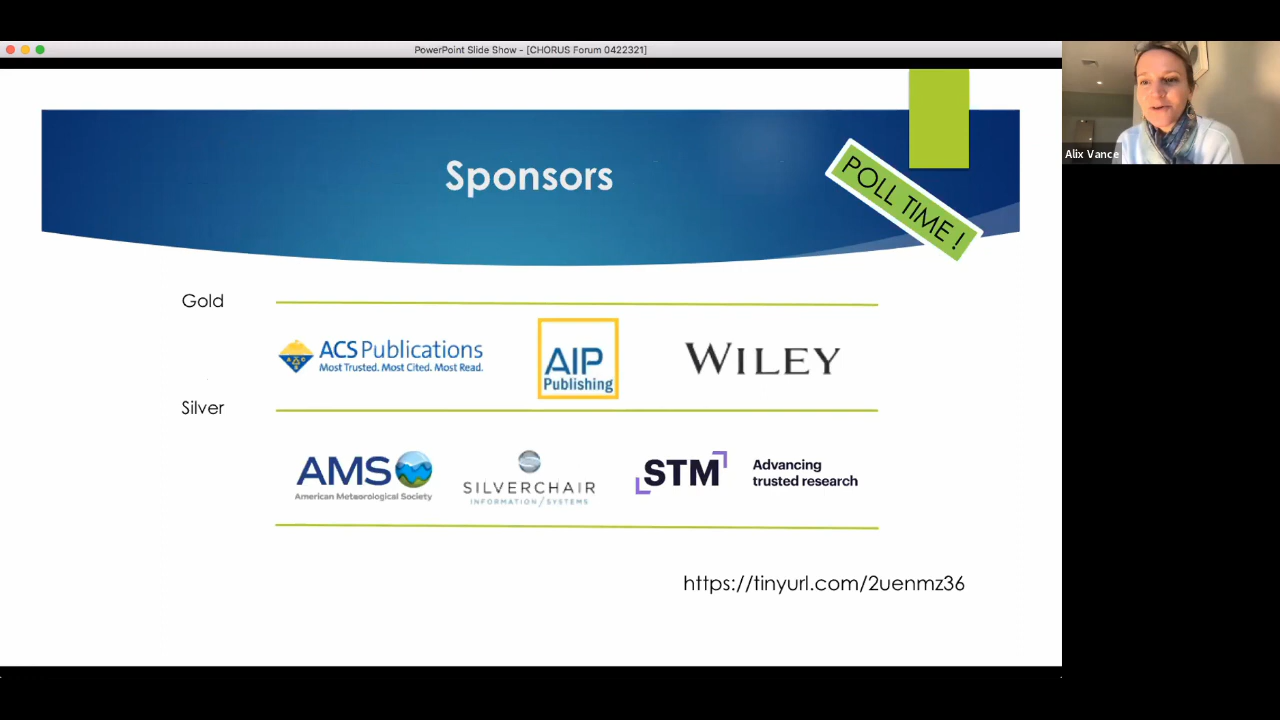 PowerPoint Slide Show - [CHORUS Forum 0422321]
Alix Vance
Sponsors
POLL TIME !
Gold
ACS Publications
Most Trusted. Most Cited. Most Read.
AIP
Publishing
WILEY
Silver
AMS
American Meteorological Society
SILVERCHAIR
INFORMATION / SYSTEMS
STM
Advancing
trusted research
https://tinyurl.com/2uenmz36